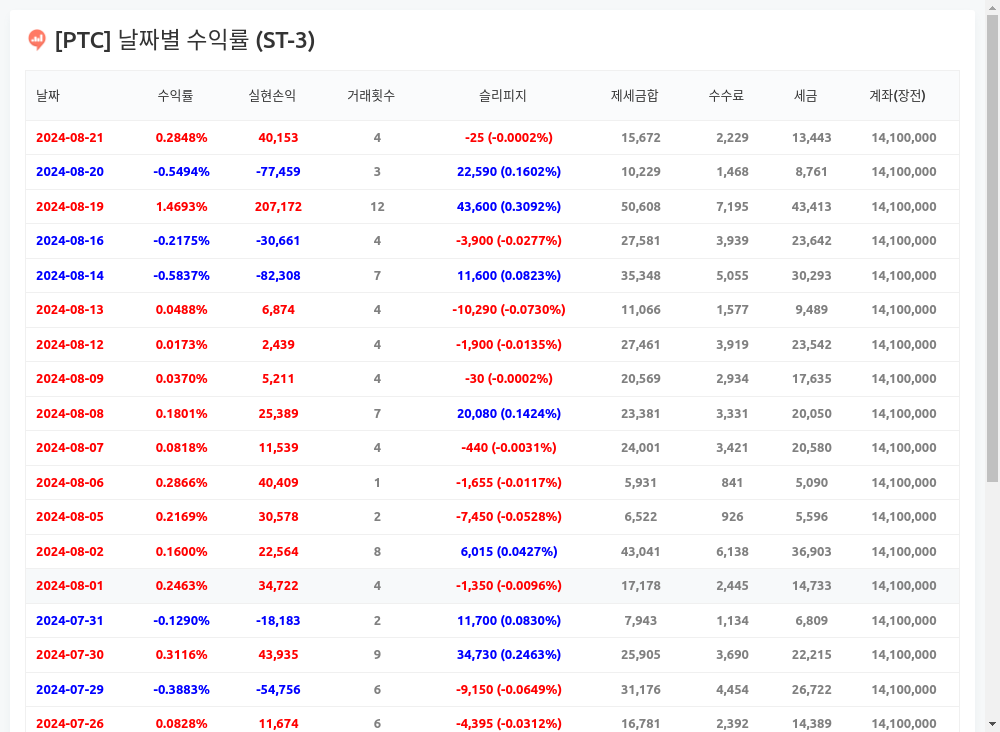 [PTC] 날짜별 수익률 (ST-3)
날짜 수익률 실현손익 거래횟수 슬리피지 제세금합 수수료 세금 계좌(장전)
2024-08-21 0.2848% 40,153 4 -25 (-0.0002%) 15,672 2,229 13,443 14,100,000
2024-08-20 -0.5494% -77,459 3 22,590 (0.1602%) 10,229 1,468 8,761 14,100,000
2024-08-19 1.4693% 207,172 12 43,600 (0.3092%) 50,608 7,195 43,413 14,100,000
2024-08-16 -0.2175% -30,661 4 -3,900 (-0.0277%) 27,581 3,939 23,642 14,100,000
2024-08-14 -0.5837% -82,308 7 11,600 (0.0823%) 35,348 5,055 30,293 14,100,000
2024-08-13 0.0488% 6,874 4 -10,290 (-0.0730%) 11,066 1,577 9,489 14,100,000
2024-08-12 0.0173% 2,439 4 -1,900 (-0.0135%) 27,461 3,919 23,542 14,100,000
2024-08-09 0.0370% 5,211 4 -30 (-0.0002%) 20,569 2,934 17,635 14,100,000
2024-08-08 0.1801% 25,389 7 20,080 (0.1424%) 23,381 3,331 20,050 14,100,000
2024-08-07 0.0818% 11,539 4 -440 (-0.0031%) 24,001 3,421 20,580 14,100,000
2024-08-06 0.2866% 40,409 1 -1,655 (-0.0117%) 5,931 841 5,090 14,100,000
2024-08-05 0.2169% 30,578 2 -7,450 (-0.0528%) 6,522 926 5,596 14,100,000
2024-08-02 0.1600% 22,564 8 6,015 (0.0427%) 43,041 6,138 36,903 14,100,000
2024-08-01 0.2463% 34,722 4 -1,350 (-0.0096%) 17,178 2,445 14,733 14,100,000
2024-07-31 -0.1290% -18,183 2 11,700 (0.0830%) 7,943 1,134 6,809 14,100,000
2024-07-30 0.3116% 43,935 9 34,730 (0.2463%) 25,905 3,690 22,215 14,100,000
2024-07-29 -0.3883% -54,756 6 -9,150 (-0.0649%) 31,176 4,454 26,722 14,100,000
2024-07-26 0.0828% 11,674 6 -4,395 (-0.0312%) 16,781 2,392 14,389 14,100,000